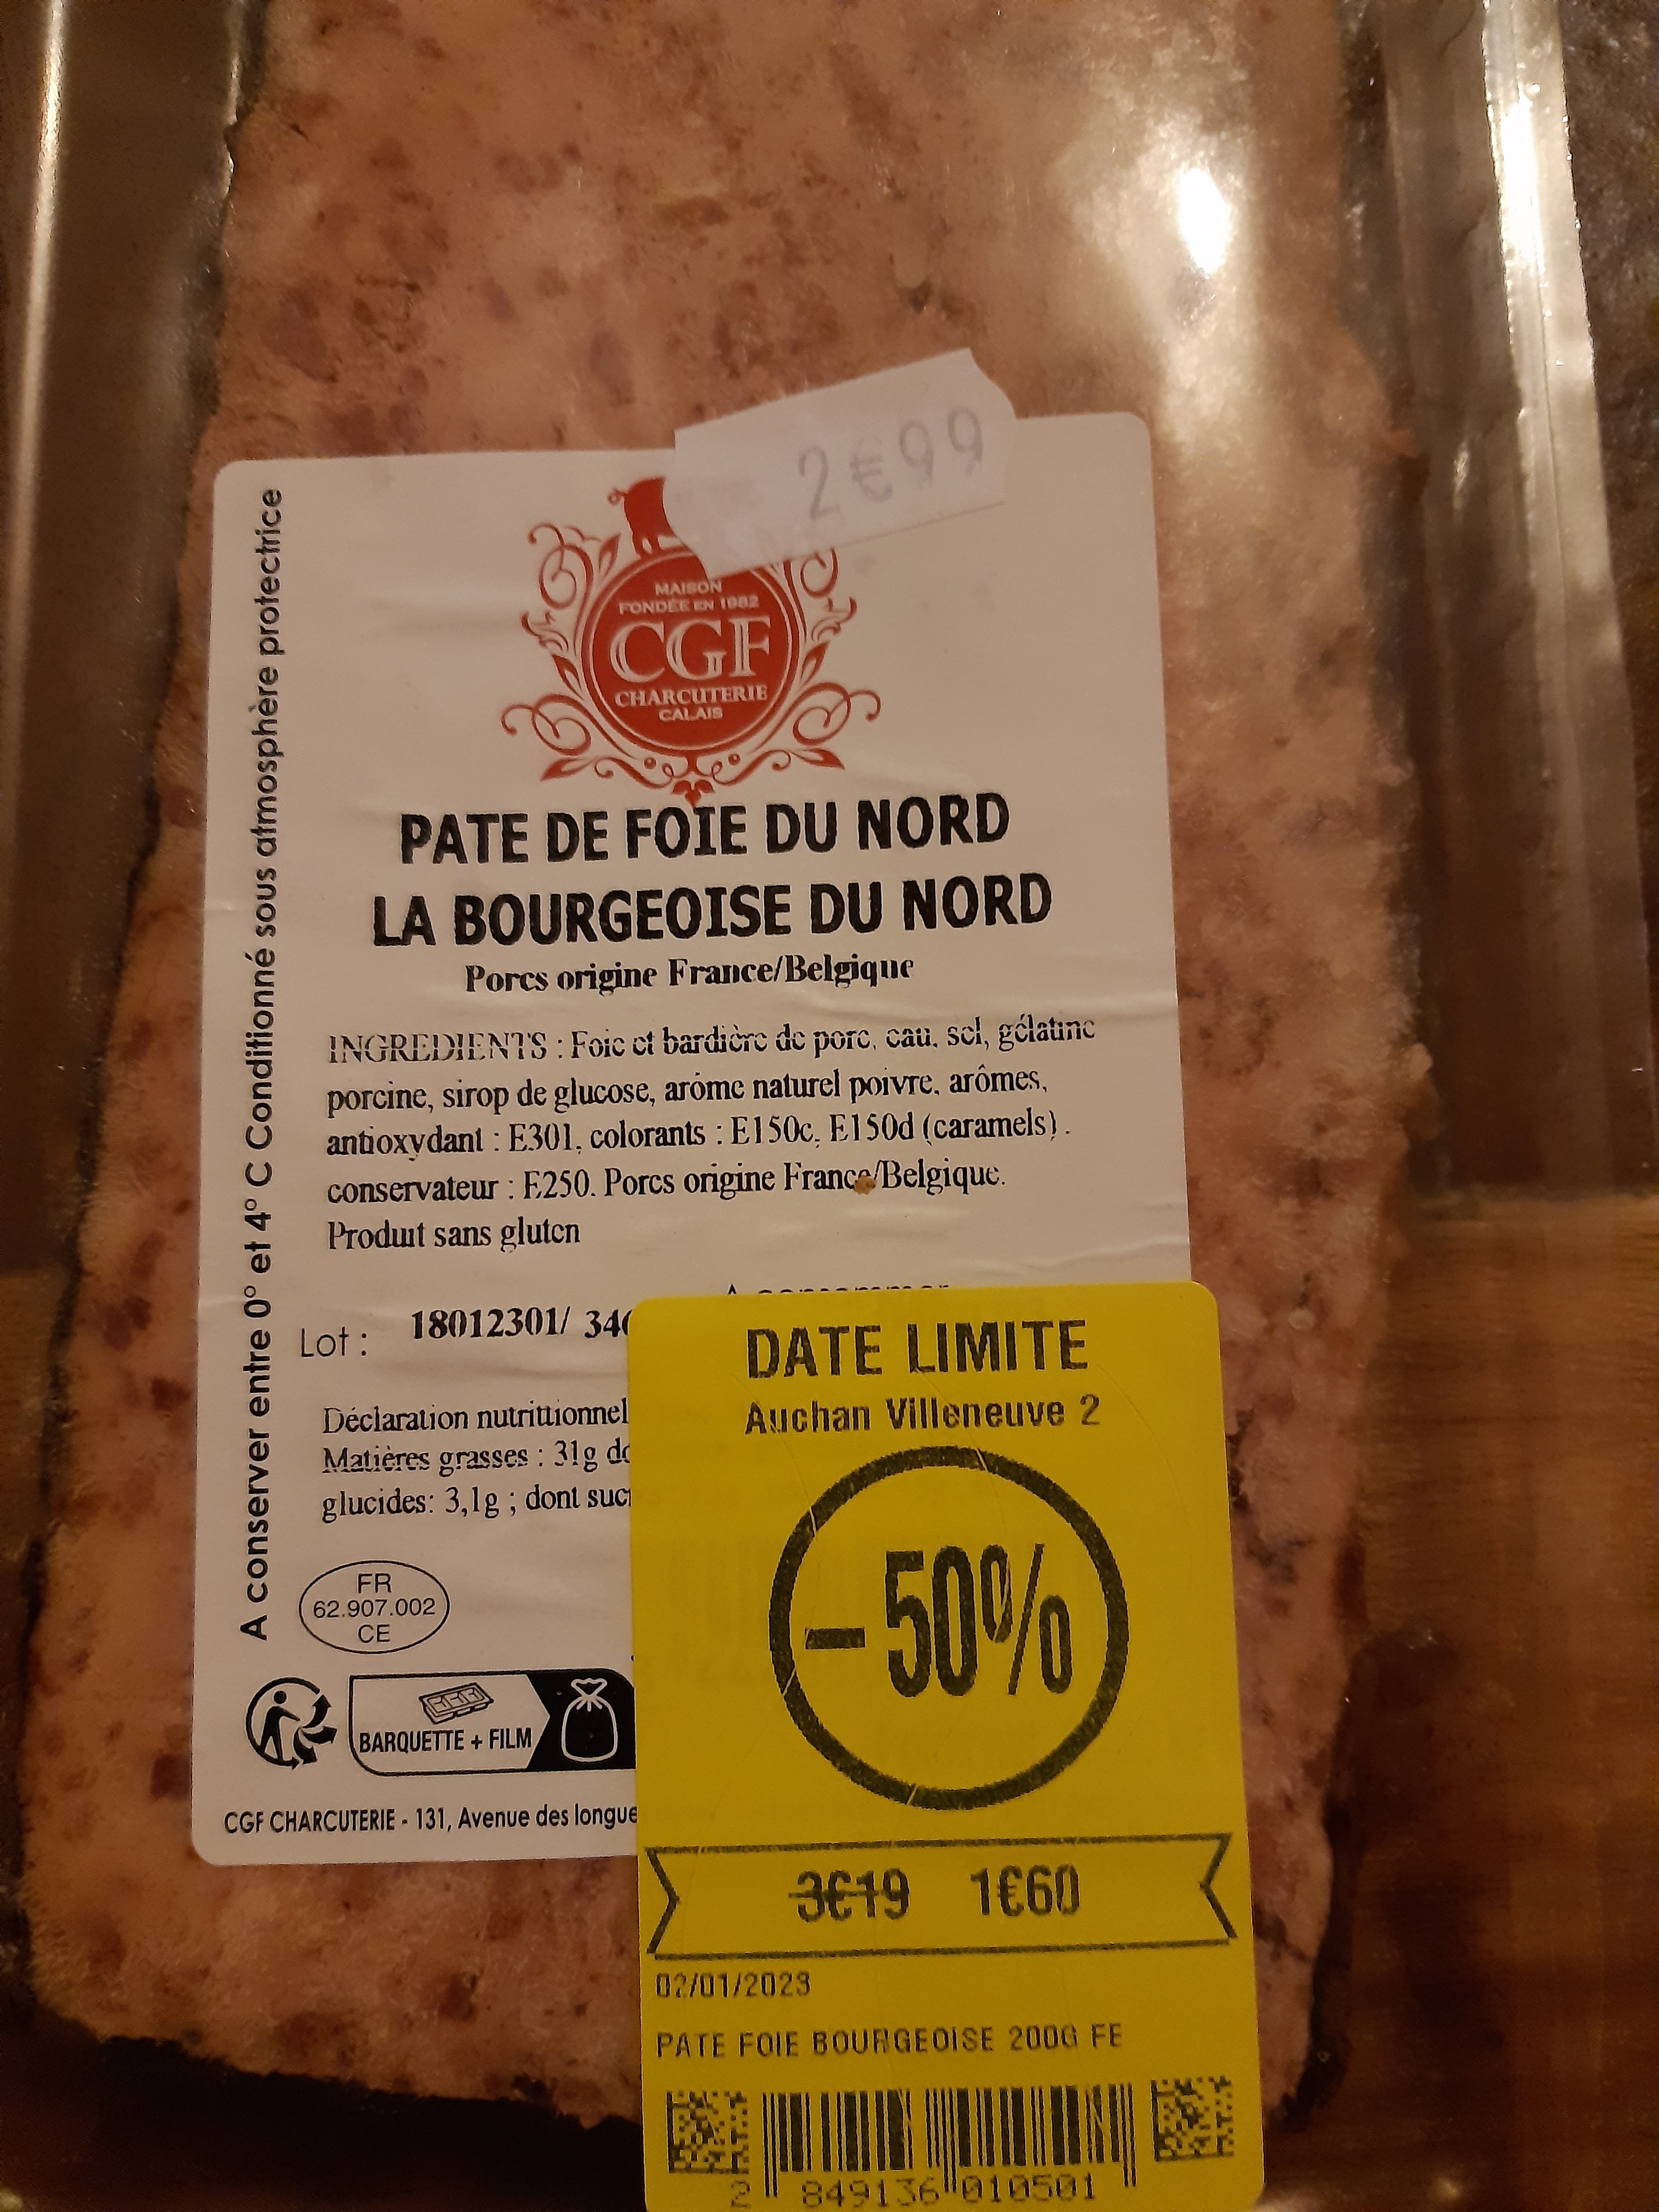 2€99
MAISON
FONDÉE EN 1982
CGF
CHARCUTERIE
CALAIS
PATE DE FOIE DU NORD
LA BOURGEOISE DU NORD
Porcs origine France/Belgique
INGREDIENTS : Foie et bardière de porc, eau, sel, gélatine
porcine, sirop de glucose, arôme naturel poivre, arômes,
antioxydant : E301, colorants : E150c, E150d (caramels).
conservateur : E250. Porcs origine France/Belgique.
Produit sans gluten
A consommer
Lot : 18012301/ 34
Déclaration nutrittionnel
Matières grasses : 31g
glucides: 3,1g ; dont
FR
62.907.002
CE
BARQUETTE + FILM
CGF CHARCUTERIE - 131, Avenue des longue
A conserver entre 0° et 4° C Conditionné sous atmosphère protectrice
DATE LIMITE
Auchan Villeneuve 2
-50%
3€19 1€60
02/01/2023
PATE FOIE BOURGEOISE 200G FE
2 849136 010501